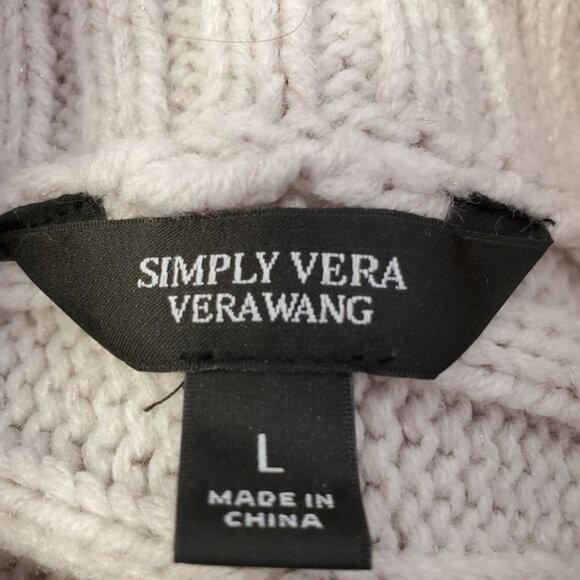 SIMPLY VERA
VERAWANG
L
MADE IN
CHINA